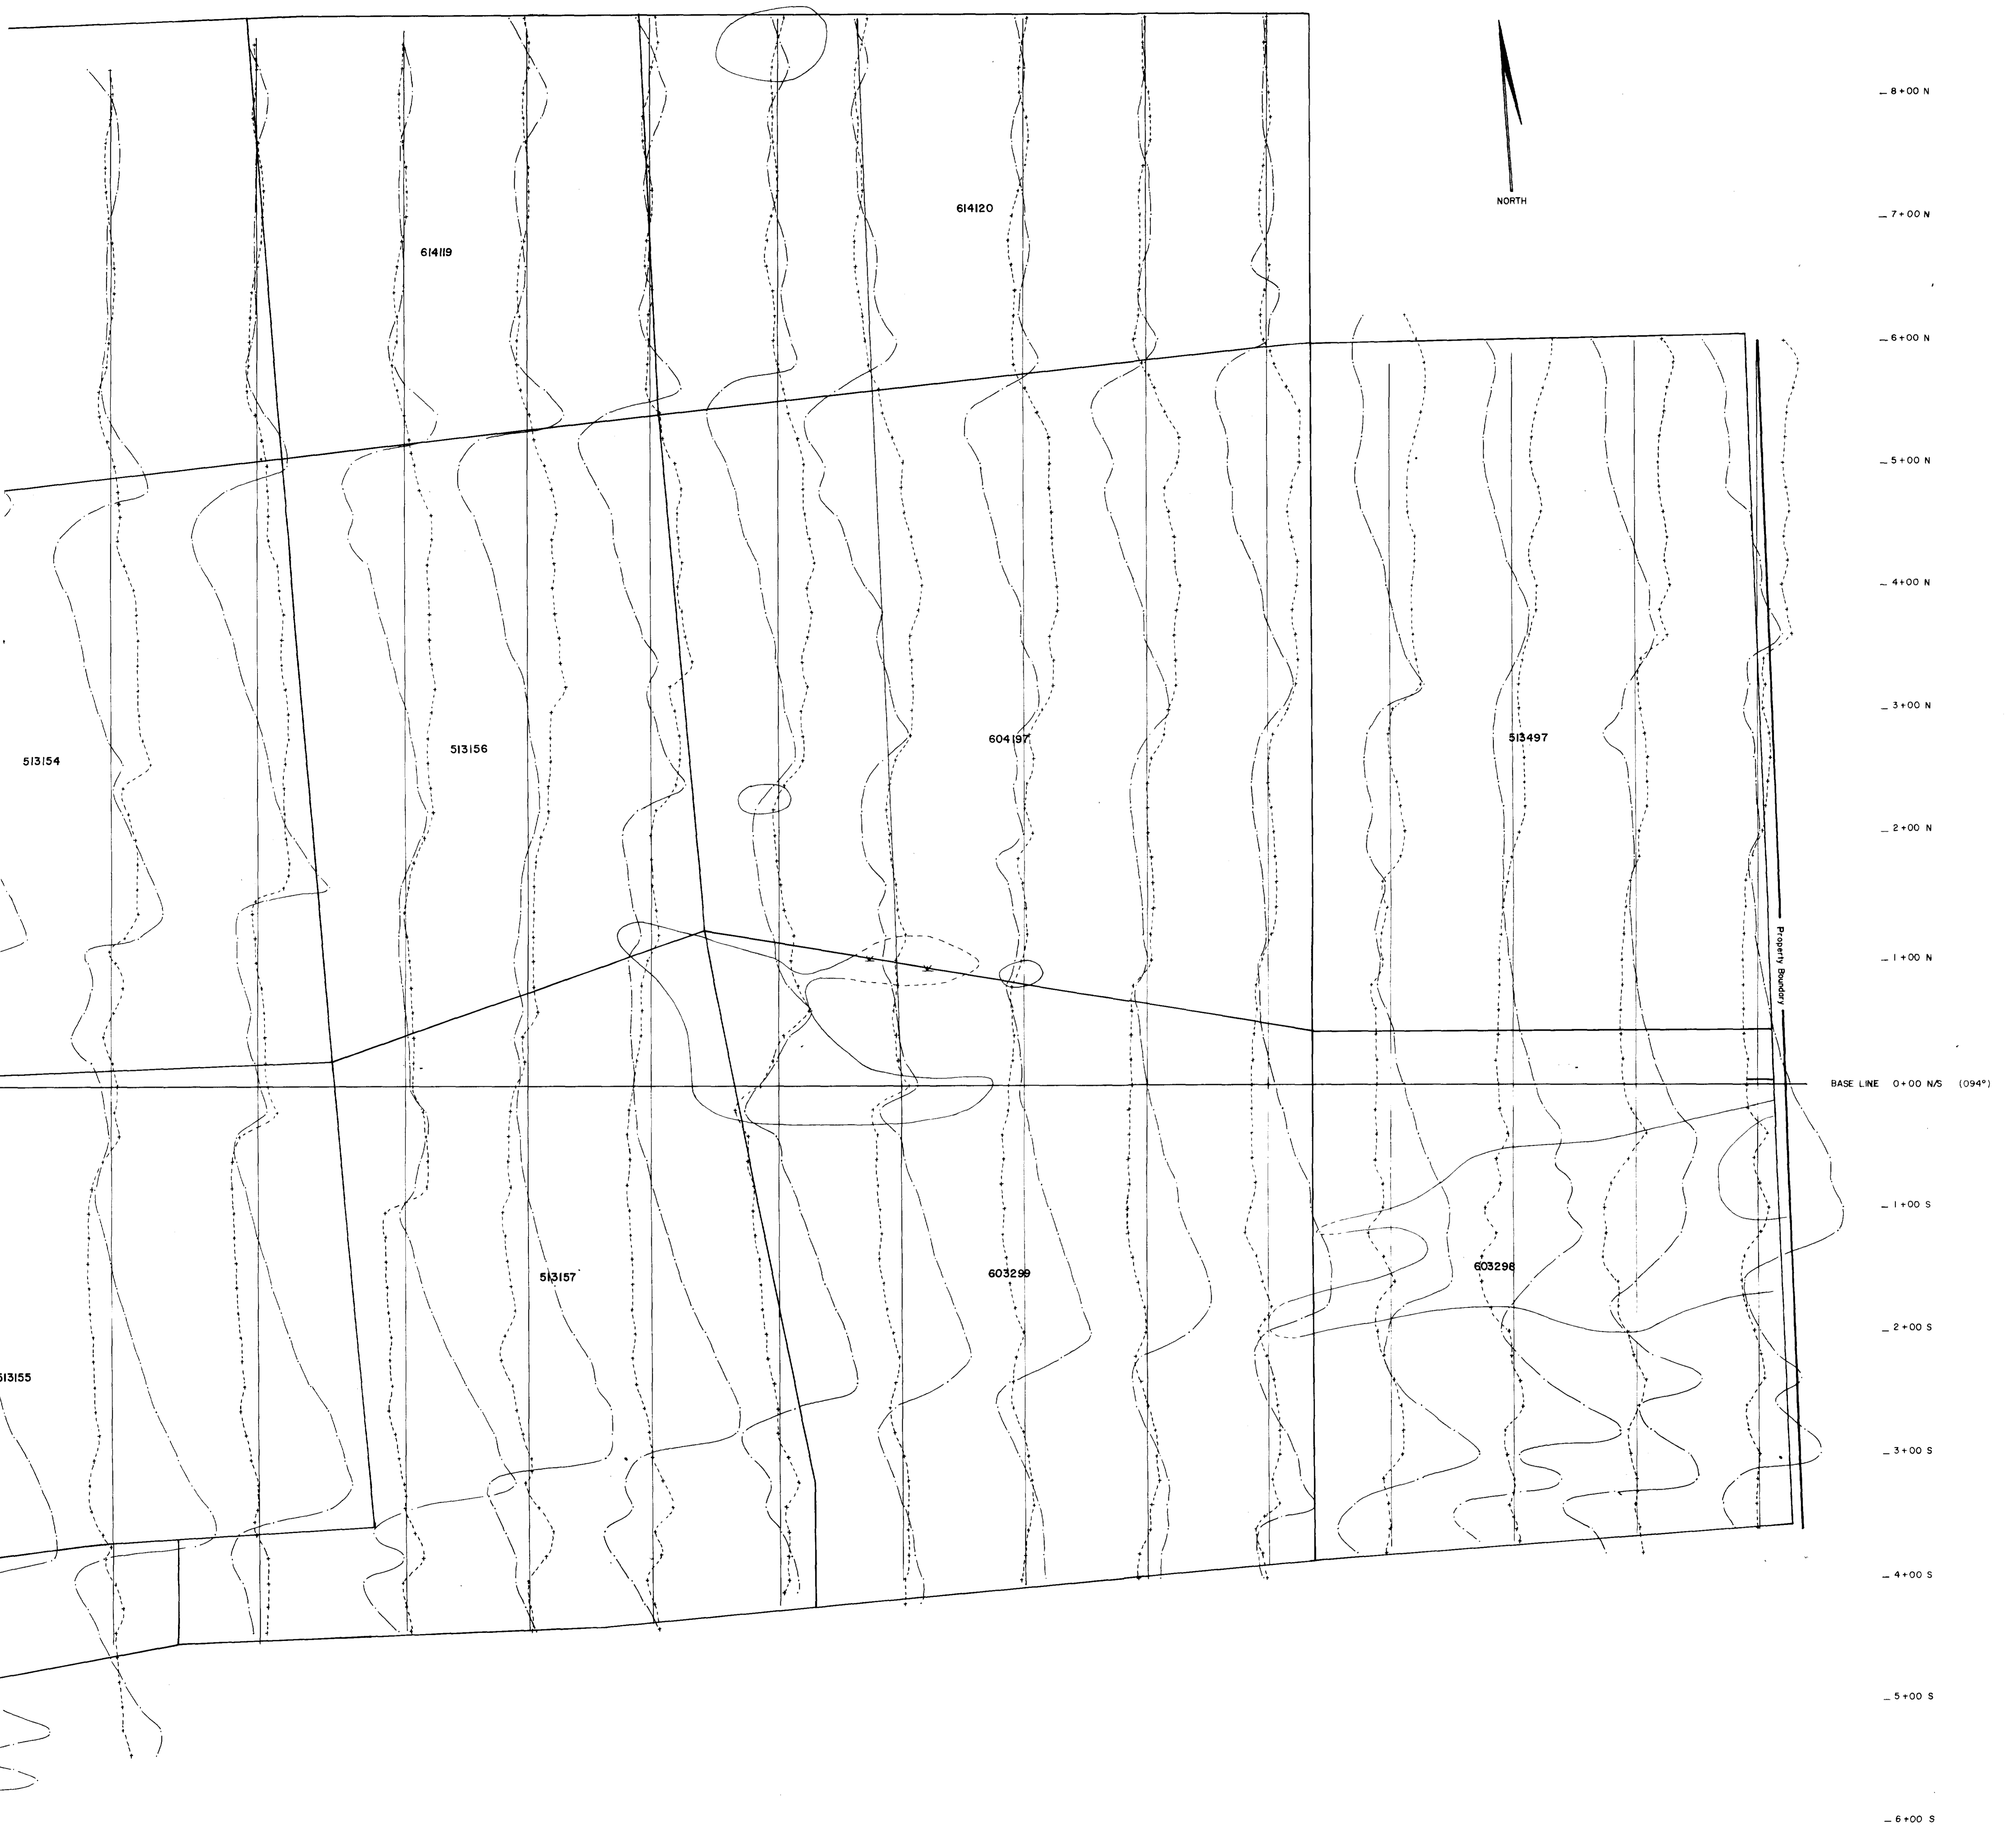 8+00 N
NORTH
7+00 N
614120
614119
6+00 N
5+00 N
4+00 N
3+00 N
604197
513497
513156
513154
2+00 N
Property Boundary
1+00 N
BASE LINE 0+00 N/S (094°)
1+00 S
603298
603299
513157
2+00 S
513155
3+00 S
4+00 S
5+00 S
6+00 S